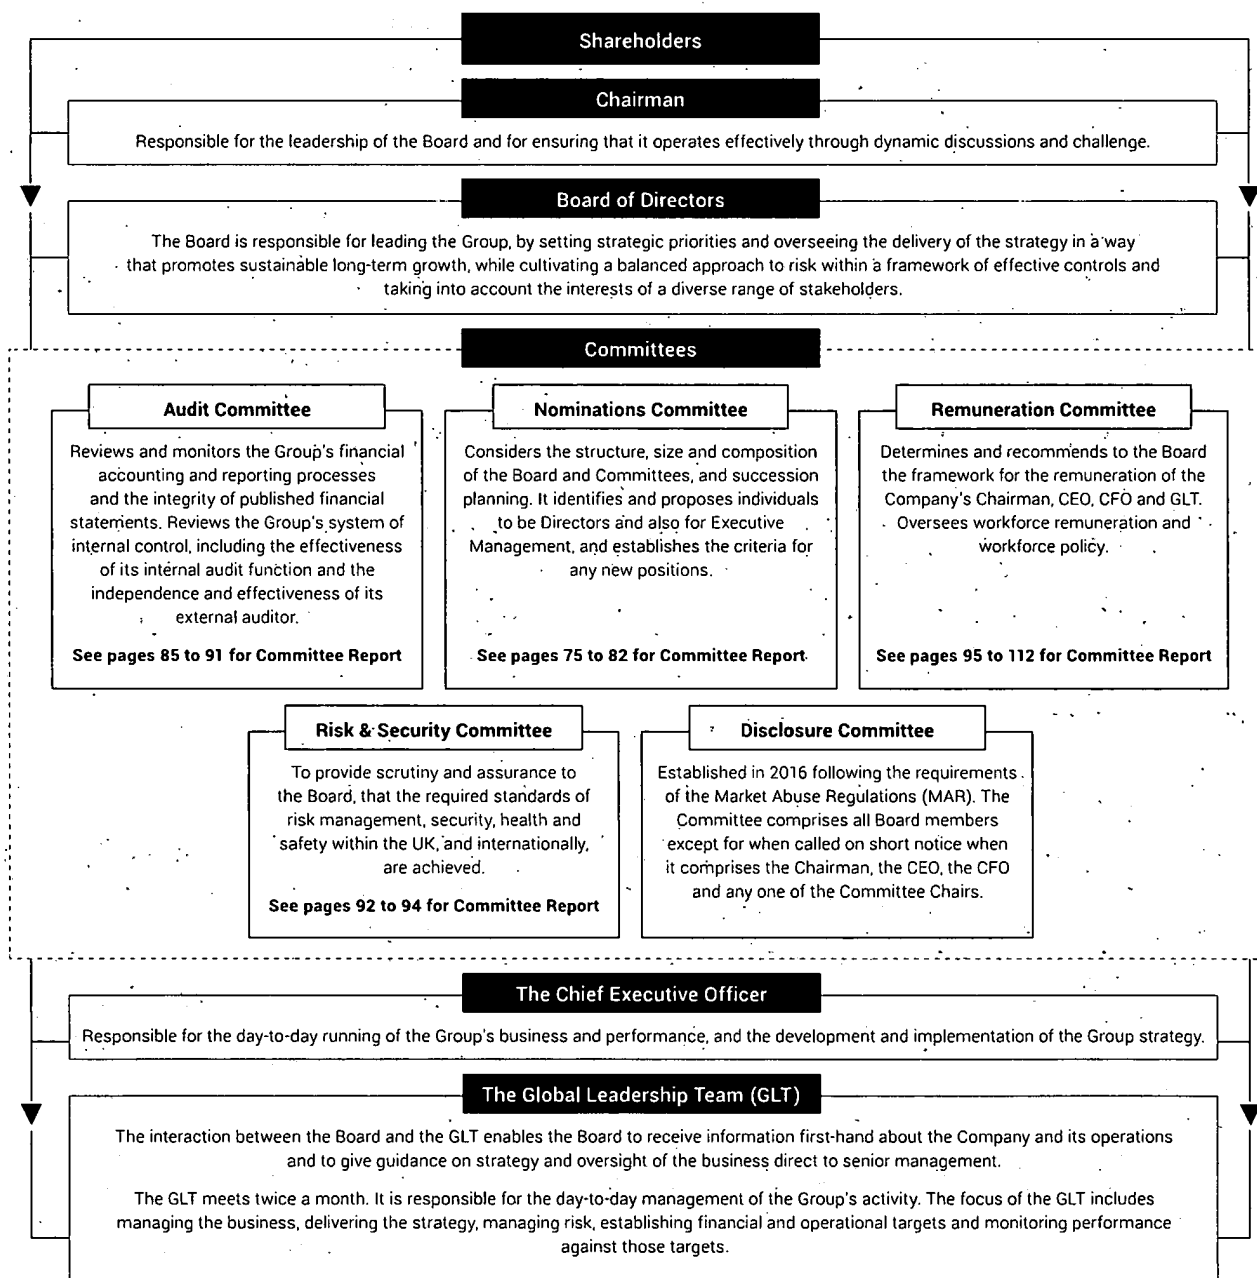 Shareholders
Chairman
Responsible for the leadership of the Board and for ensuring that it operates effectively through dynamic discussions and challenge.
Board of Directors
The Board is responsible for leading the Group, by setting strategic priorities and overseeing the delivery of the strategy in a way
that promotes sustainable long-term growth, while cultivating a balanced approach to risk within a framework of effective controls and
taking into account the interests of a diverse range of stakeholders.
Committees
Audit Committee
Reviews and monitors the Group's financial
accounting and reporting processes
and the integrity of published financial
statements. Reviews the Group's system of
internal control, including the effectiveness
of its internal audit function and the
independence and effectiveness of its
external auditor.
See pages 85 to 91 for Committee Report
Nominations Committee
Considers the structure, size and composition
of the Board and Committees, and succession
planning. It identifies and proposes individuals
to be Directors and also for Executive
Management, and establishes the criteria for
any new positions.
See pages 75 to 82 for Committee Report
Remuneration Committee
Determines and recommends to the Board
the framework for the remuneration of the
Company's Chairman, CEO, CFO and GLT.
Oversees workforce remuneration and
workforce policy.
See pages 95 to 112 for Committee Report
Risk & Security Committee
To provide scrutiny and assurance to
the Board, that the required standards of
risk management, security, health and
safety within the UK, and internationally,
are achieved.
See pages 92 to 94 for Committee Report
Disclosure Committee
Established in 2016 following the requirements
of the Market Abuse Regulations (MAR). The
Committee comprises all Board members
except for when called on short notice when
it comprises the Chairman, the CEO, the CFO
and any one of the Committee Chairs.
The Chief Executive Officer
Responsible for the day-to-day running of the Group's business and performance, and the development and implementation of the Group strategy.
The Global Leadership Team (GLT)
The interaction between the Board and the GLT enables the Board to receive information first-hand about the Company and its operations
and to give guidance on strategy and oversight of the business direct to senior management.
The GLT meets twice a month. It is responsible for the day-to-day management of the Group's activity. The focus of the GLT includes
managing the business, delivering the strategy, managing risk, establishing financial and operational targets and monitoring performance
against those targets.